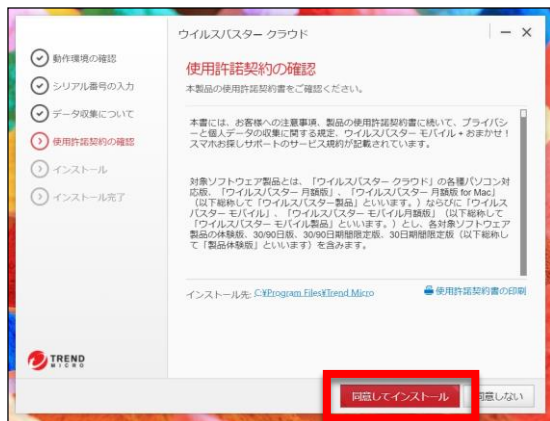 ウイルスバスター クラウド
動作環境の確認
シリアル番号の入力
データ収集について
使用許諾契約の確認
インストール
インストール完了
使用許諾契約の確認
本製品の使用許諾契約書をご確認ください。
本書には、お客様への注意事項、製品の使用許諾契約書に続いて、プライバシ
ーと個人データの収集に関する規定、ウイルスバスター モバイル + おまかせ！
スマホお探しサポートのサービス規約が記載されています。
対象ソフトウェア製品とは、「ウイルスバスター クラウド」の各種パソコン対
応版、「ウイルスバスター 月額版」、「ウイルスバスター 月額版 for Mac」
（以下総称して「ウイルスバスター製品」といいます。）ならびに「ウイルス
バスター モバイル」、「ウイルスバスター モバイル月額版」（以下総称して
「ウイルスバスター モバイル製品」といいます。）とし、各対象ソフトウェア
製品の体験版、30/90日版、30/90日期間限定版、30日期間限定版（以下総称し
て「製品体験版」といいます）を含みます。
インストール先: C:¥Program Files¥Trend Micro
使用許諾契約書の印刷
TREND
MICRO
同意してインストール
同意しない